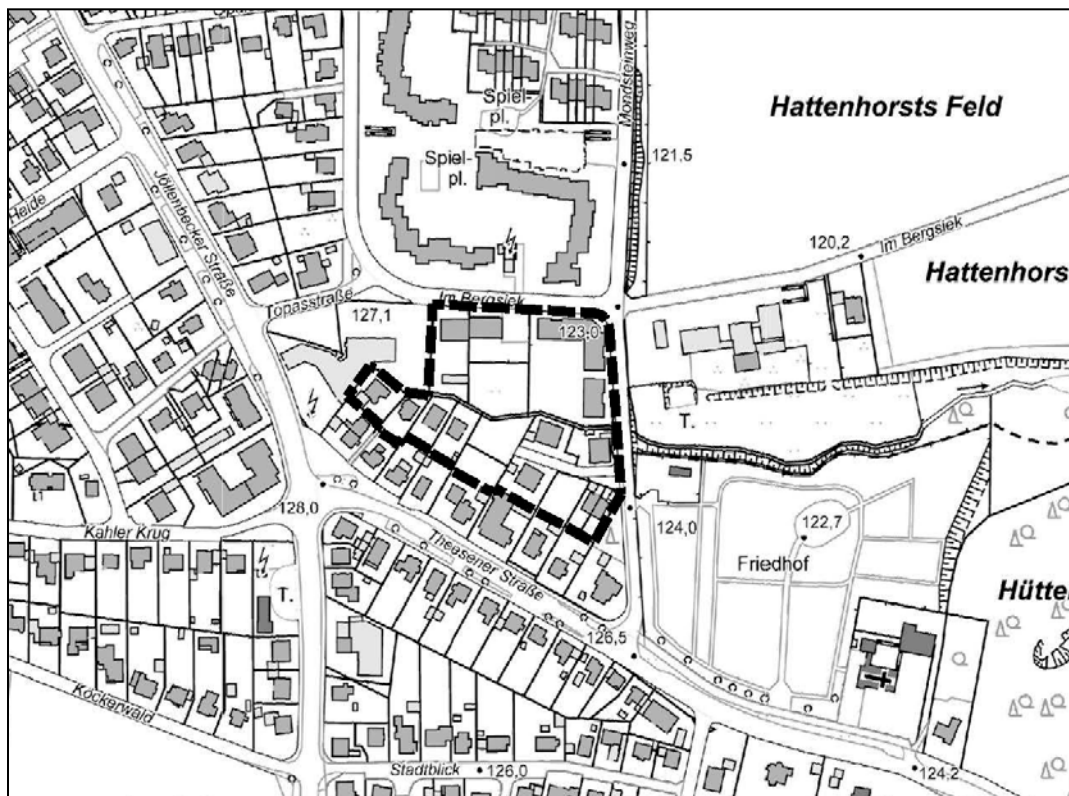 Hattenhorsts Feld
Mondsteinweg
Spiel-
pl.
Spiel-
pl.
121.5
Heide
Jöllenbecker Straße
120,2
Im Bergsiek
Hattenhors
Topasstraße
Im Bergsiek
127,1
123,0
T.
128,0
Kahler Krug
124,0
122,7
Friedhof
Theesener Straße
T.
Hütte
126,5
Köckerwald
Stadtblick
126,0
124,2